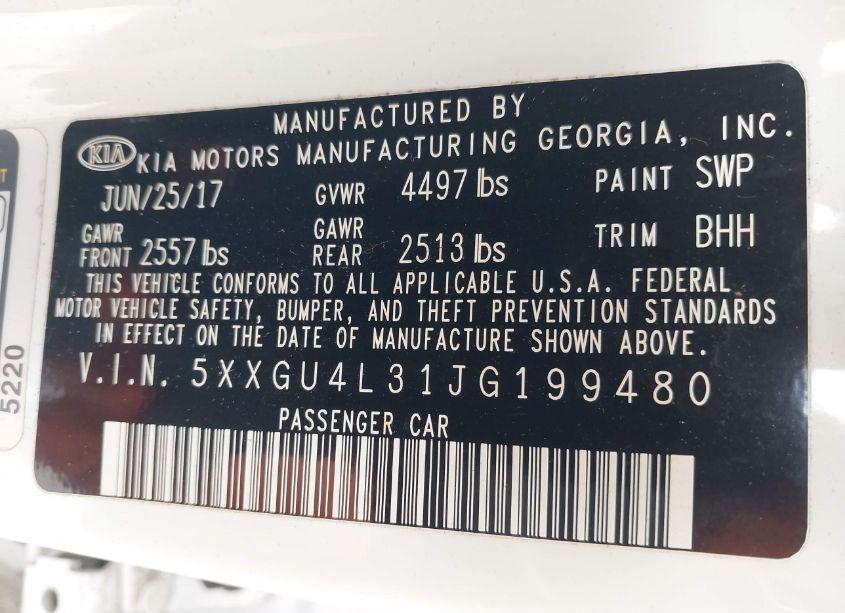 MANUFACTURED BY
KIA KIA MOTORS MANUFACTURING GEORGIA, INC.
JUN/25/17 GVWR 4497 lbs PAINT SWP
GAWR FRONT 2557 lbs GAWR REAR 2513 lbs TRIM BHH
THIS VEHICLE CONFORMS TO ALL APPLICABLE U.S.A. FEDERAL
MOTOR VEHICLE SAFETY, BUMPER, AND THEFT PREVENTION STANDARDS
IN EFFECT ON THE DATE OF MANUFACTURE SHOWN ABOVE.
V.I.N. 5XXGU4L31JG199480
PASSENGER CAR
5220